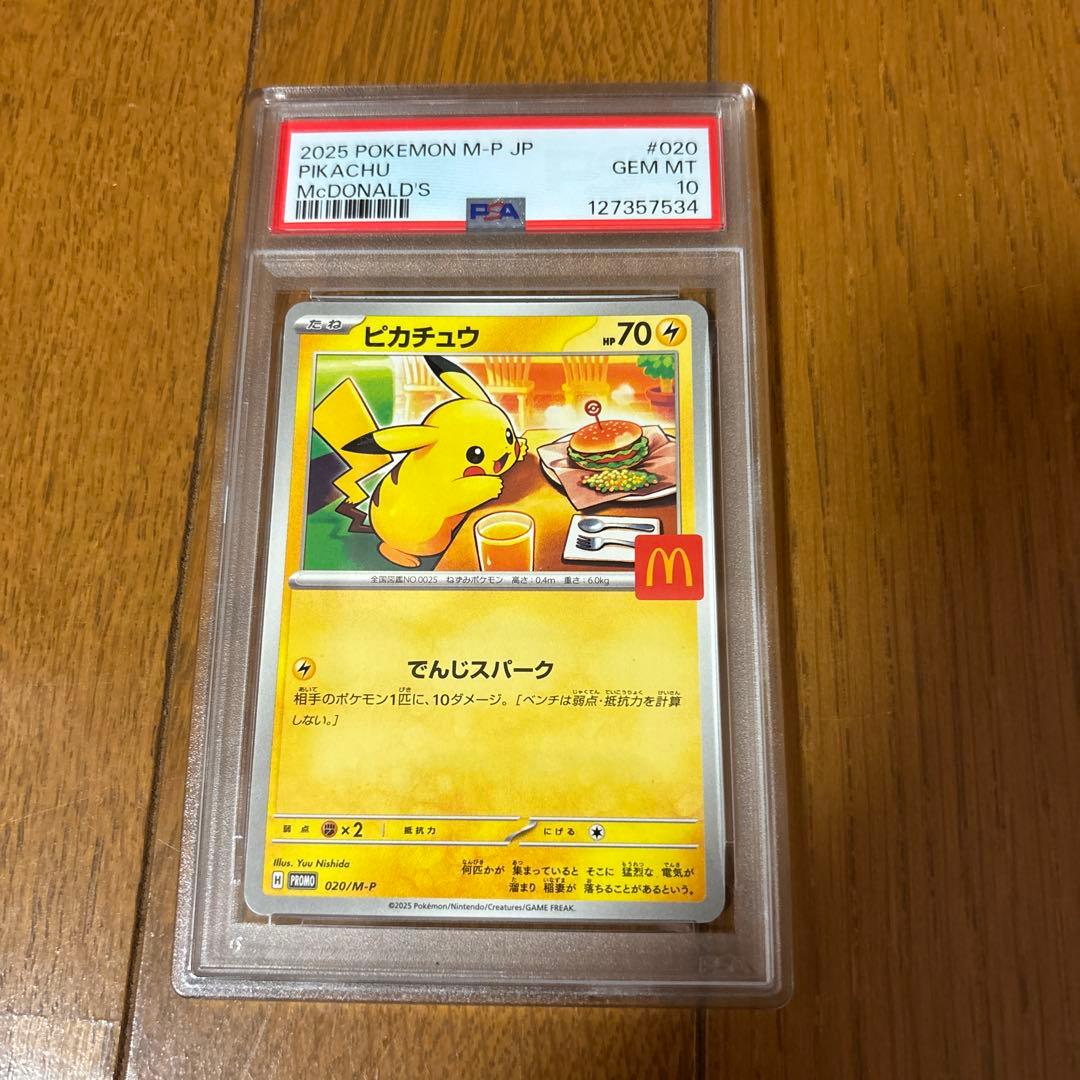 2025 POKEMON M-P JP #020
PIKACHU GEM MT
McDONALD'S 10
PSA 127357534
たね ピカチュウ HP70
全国図鑑NO.0025 ねずみポケモン 高さ:0.4m 重さ:6.0kg
M
でんじスパーク
相手のポケモン1匹に、10ダメージ。[ベンチは弱点・抵抗力を計算
しない。]
弱点 ×2 抵抗力 にげる
Illus. Yuu Nishida
何匹かが 集まっていると そこに 猛烈な 電気が
溜まり 稲妻が 落ちることがあるという。
H PROMO 020/M-P
©2025 Pokémon/Nintendo/Creatures/GAME FREAK.